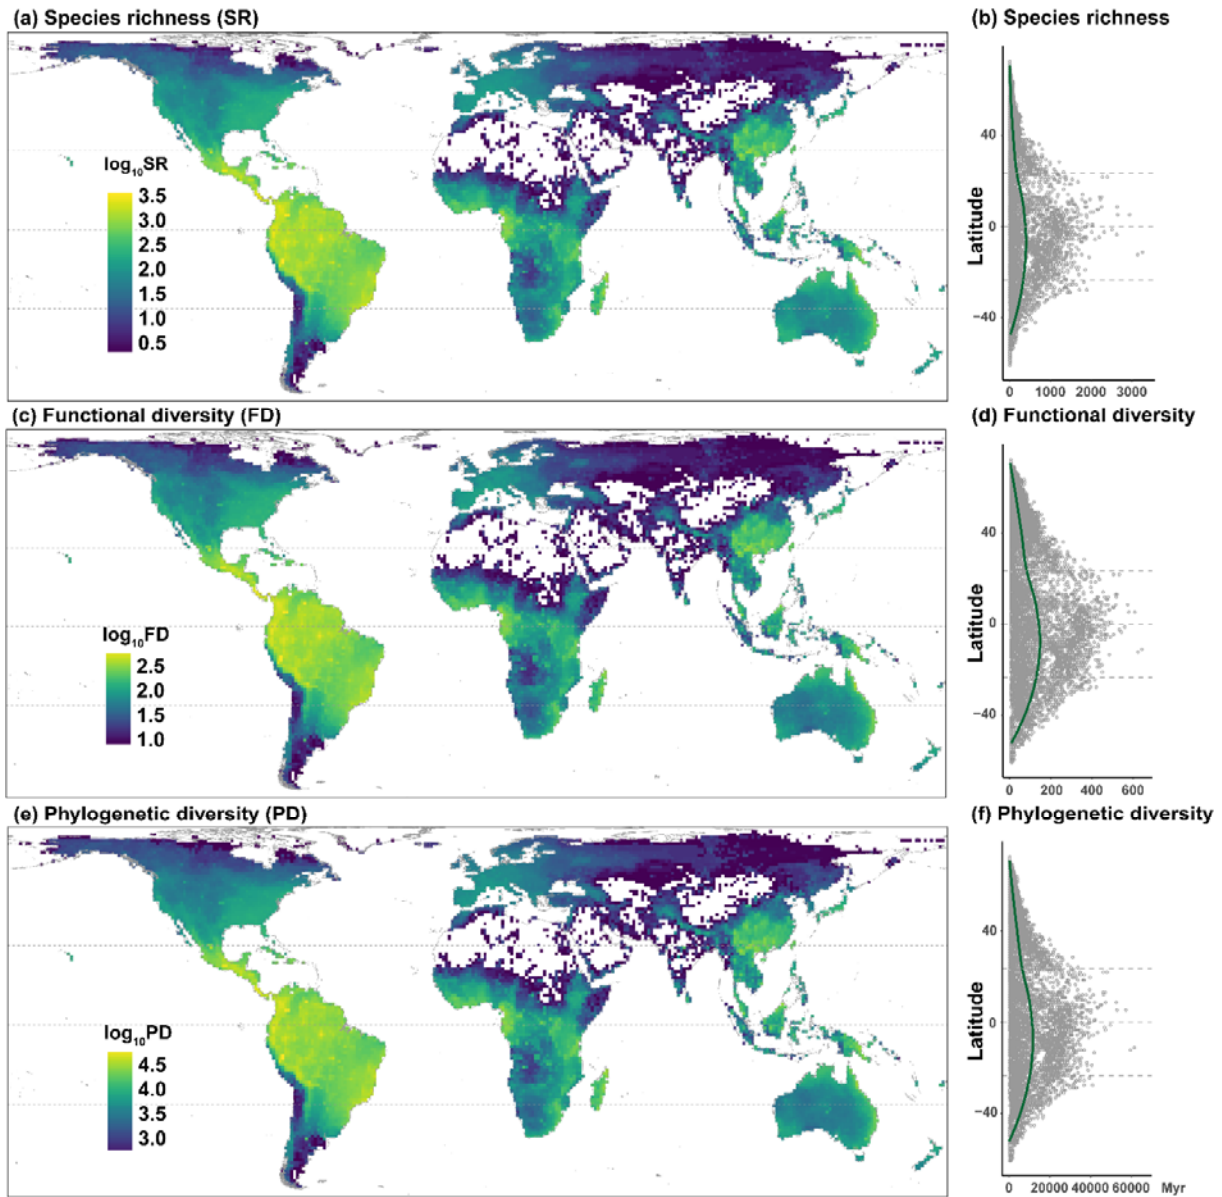 (a) Species richness (SR)
log₁₀SR
3.5
3.0
2.5
2.0
1.5
1.0
0.5
(b) Species richness
Latitude
40
0
−40
0 1000 2000 3000
(c) Functional diversity (FD)
log₁₀FD
2.5
2.0
1.5
1.0
(d) Functional diversity
Latitude
40
0
−40
0 200 400 600
(e) Phylogenetic diversity (PD)
log₁₀PD
4.5
4.0
3.5
3.0
(f) Phylogenetic diversity
Latitude
40
0
−40
0 20000 40000 60000 Myr